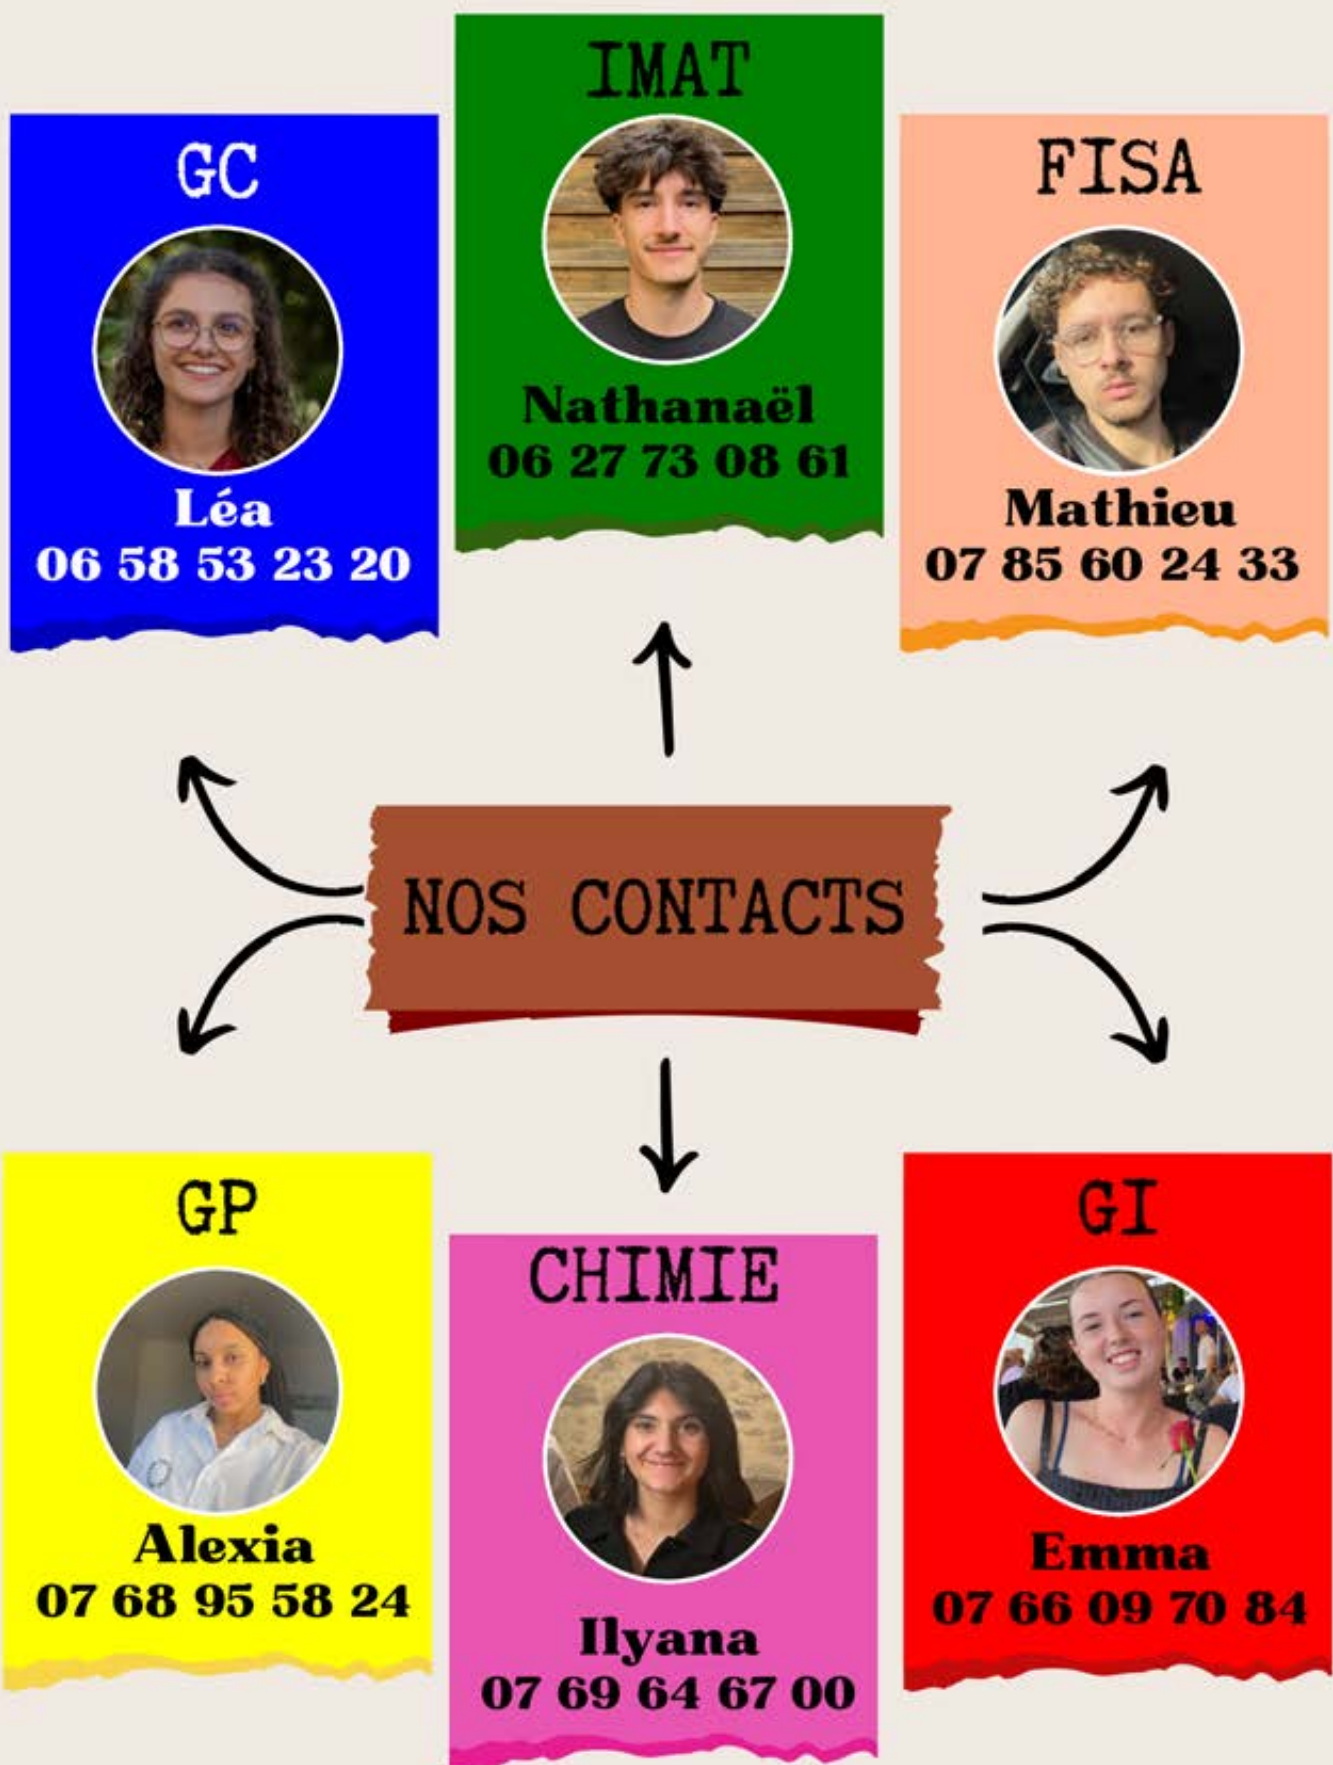 IMAT
Nathanaël
06 27 73 08 61
GC
Léa
06 58 53 23 20
FISA
Mathieu
07 85 60 24 33
NOS CONTACTS
GP
Alexia
07 68 95 58 24
CHIMIE
Ilyana
07 69 64 67 00
GI
Emma
07 66 09 70 84